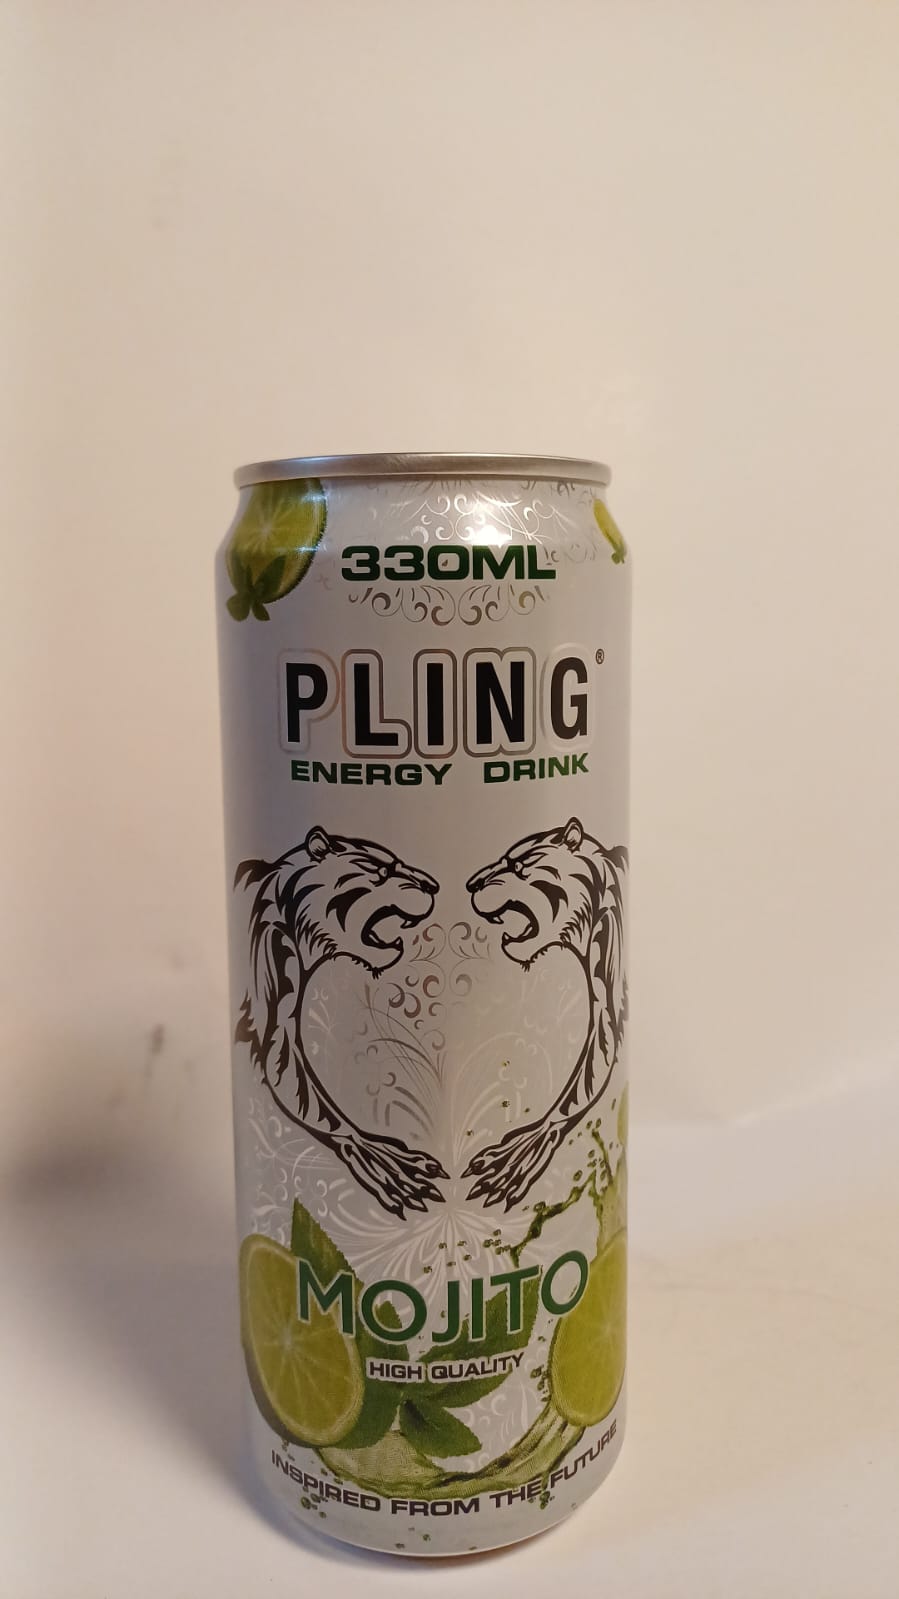 330ML
PLING®
ENERGY DRINK
MOJITO
HIGH QUALITY
INSPIRED FROM THE FUTURE